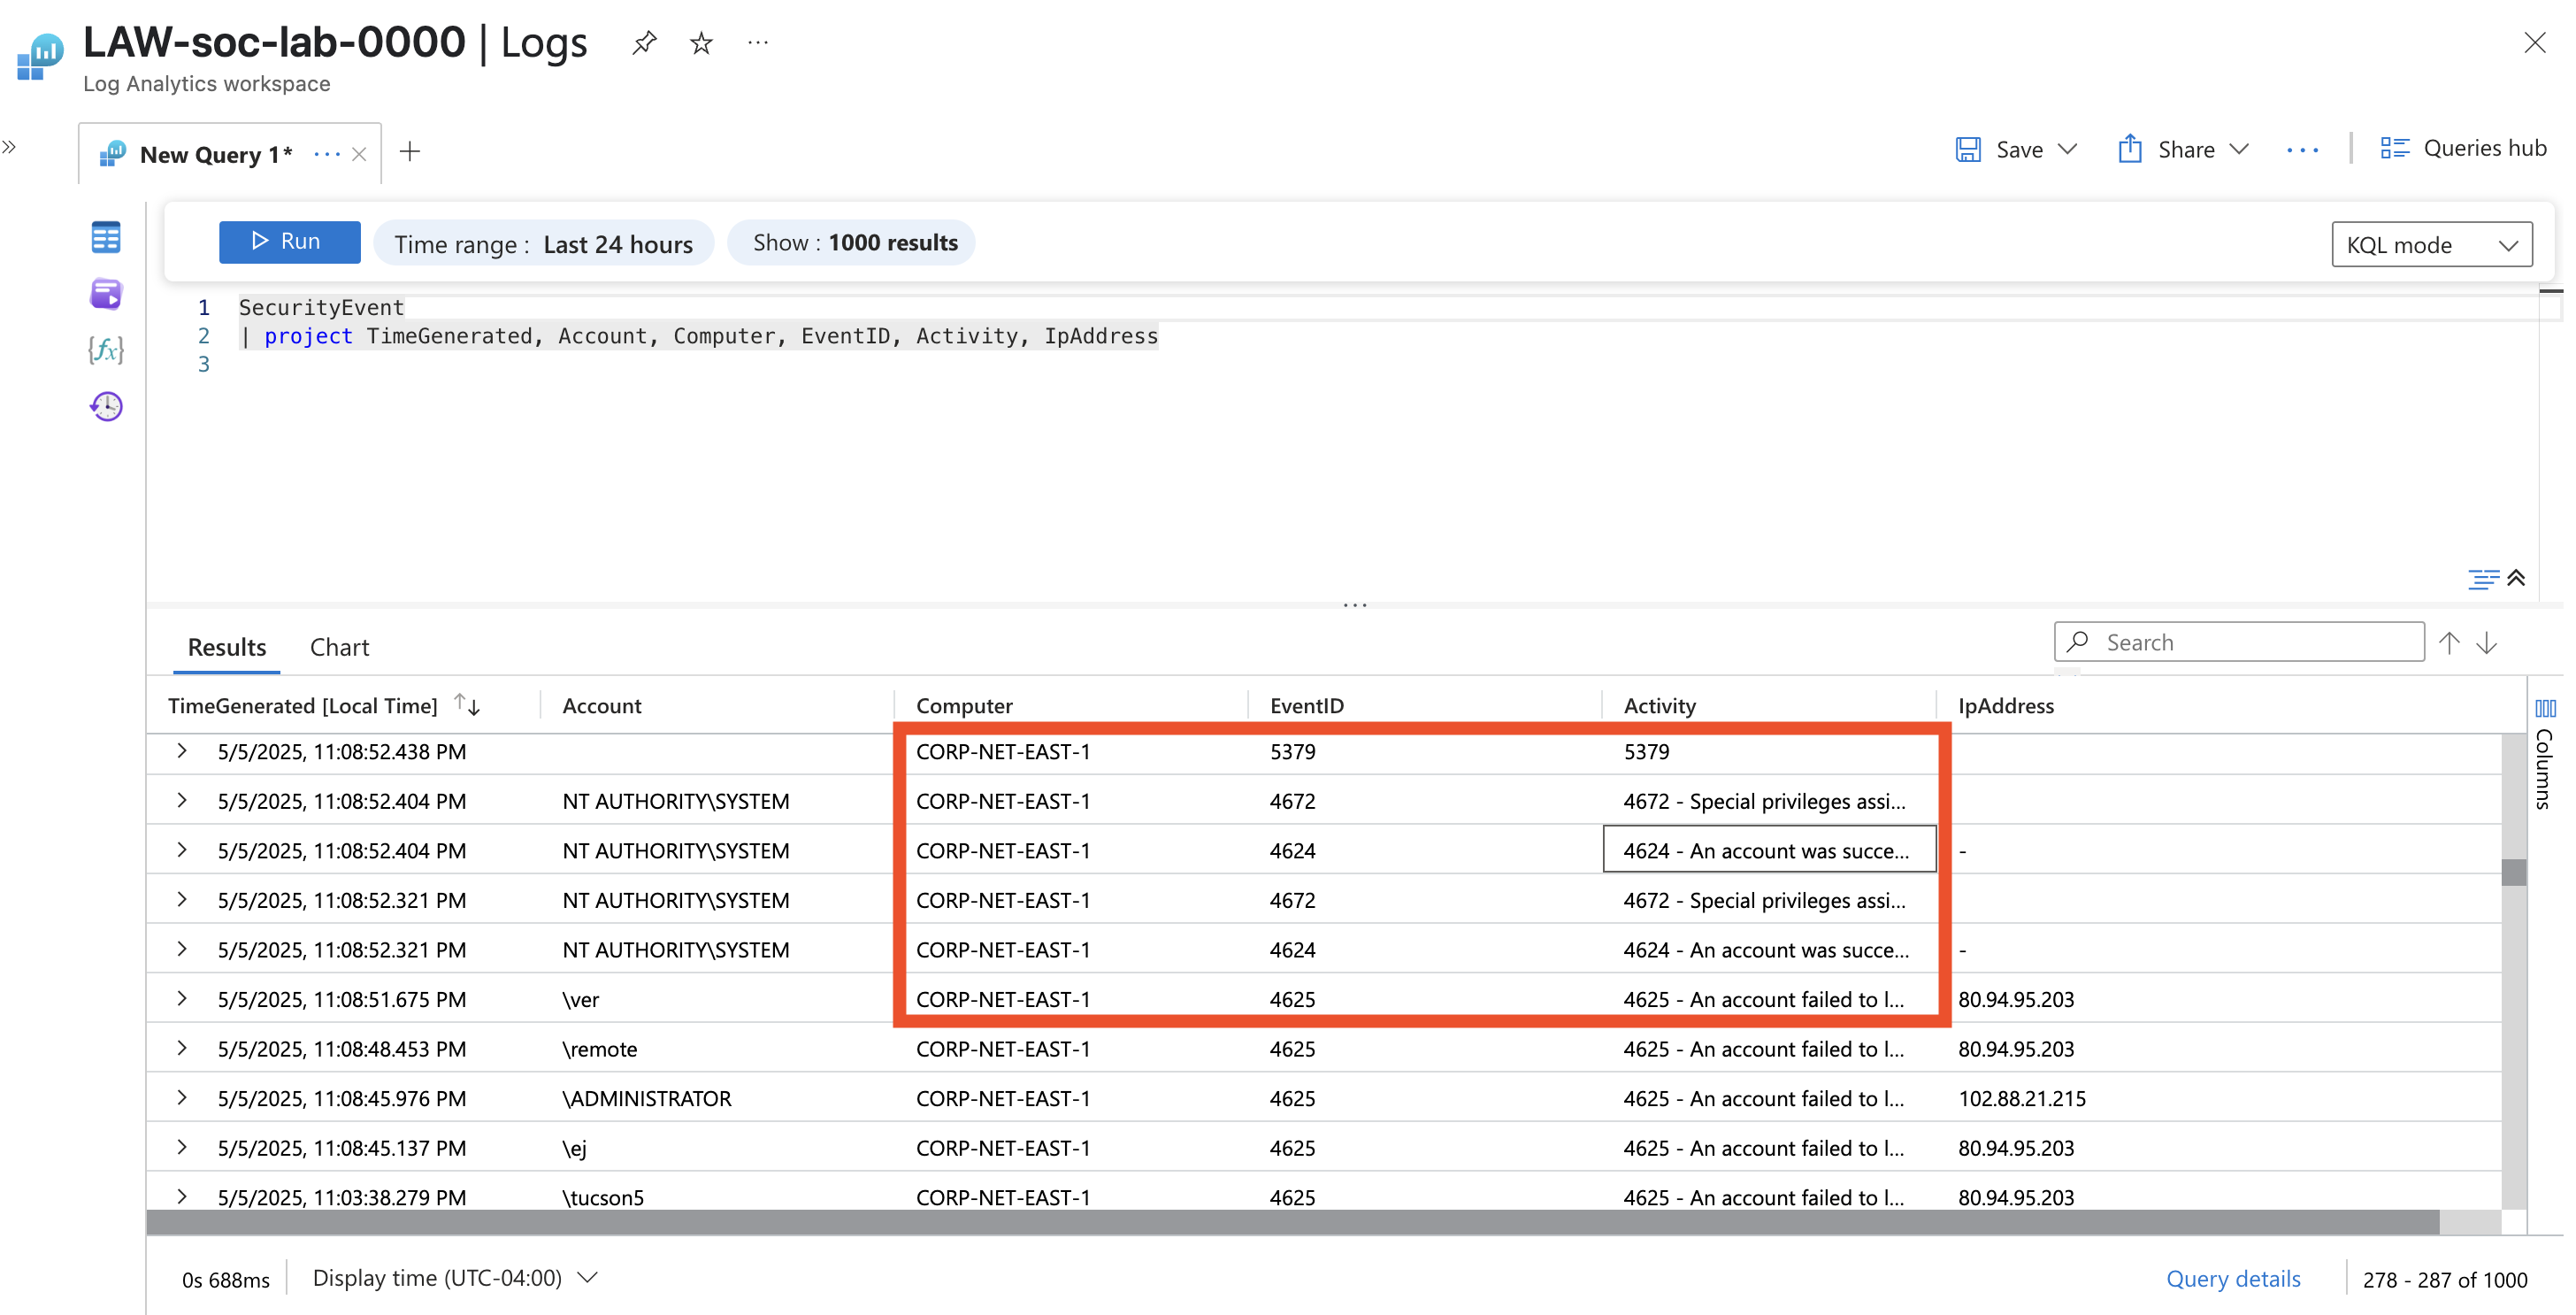 LAW-soc-lab-0000 | Logs
Log Analytics workspace
New Query 1*
Save
Share
Queries hub
Run
Time range : Last 24 hours
Show : 1000 results
KQL mode
1 SecurityEvent
2 | project TimeGenerated, Account, Computer, EventID, Activity, IpAddress
3
{fx}
Results Chart
Search
TimeGenerated [Local Time] Account Computer EventID Activity IpAddress
5/5/2025, 11:08:52.438 PM CORP-NET-EAST-1 5379 5379
5/5/2025, 11:08:52.404 PM NT AUTHORITY\SYSTEM CORP-NET-EAST-1 4672 4672 - Special privileges assi...
5/5/2025, 11:08:52.404 PM NT AUTHORITY\SYSTEM CORP-NET-EAST-1 4624 4624 - An account was succe... -
5/5/2025, 11:08:52.321 PM NT AUTHORITY\SYSTEM CORP-NET-EAST-1 4672 4672 - Special privileges assi...
5/5/2025, 11:08:52.321 PM NT AUTHORITY\SYSTEM CORP-NET-EAST-1 4624 4624 - An account was succe... -
5/5/2025, 11:08:51.675 PM \ver CORP-NET-EAST-1 4625 4625 - An account failed to l... 80.94.95.203
5/5/2025, 11:08:48.453 PM \remote CORP-NET-EAST-1 4625 4625 - An account failed to l... 80.94.95.203
5/5/2025, 11:08:45.976 PM \ADMINISTRATOR CORP-NET-EAST-1 4625 4625 - An account failed to l... 102.88.21.215
5/5/2025, 11:08:45.137 PM \ej CORP-NET-EAST-1 4625 4625 - An account failed to l... 80.94.95.203
5/5/2025, 11:03:38.279 PM \tucson5 CORP-NET-EAST-1 4625 4625 - An account failed to l... 80.94.95.203
Columns
0s 688ms Display time (UTC-04:00) Query details 278 - 287 of 1000